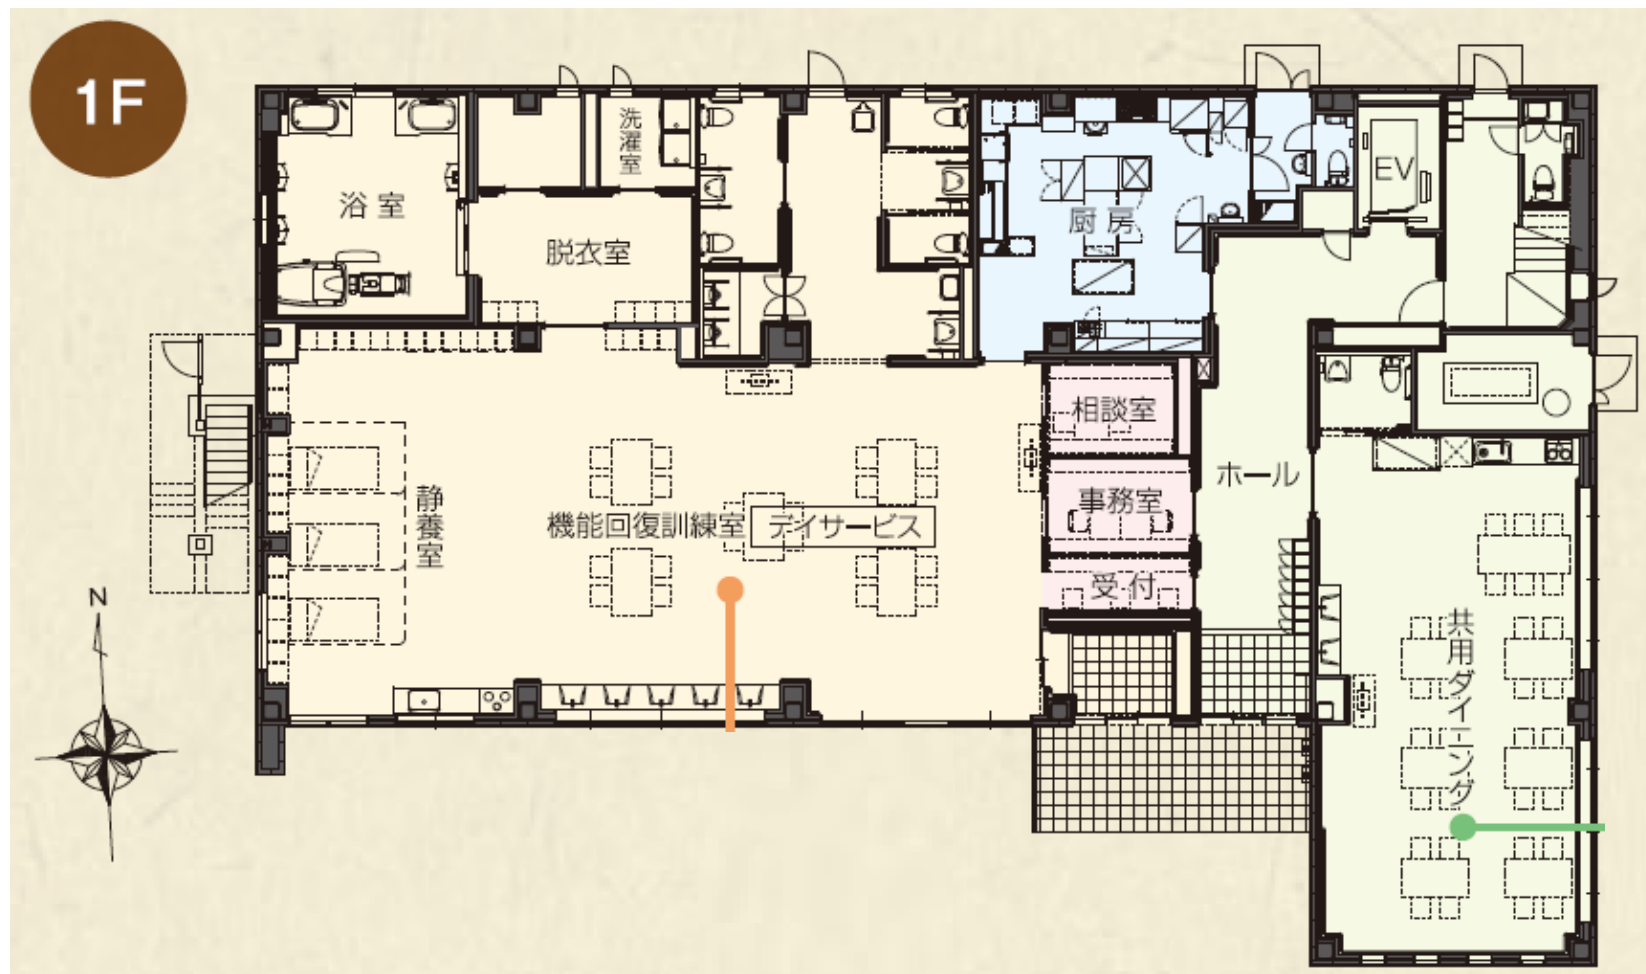 1F
浴室
洗濯室
脱衣室
厨房
EV
静養室
機能回復訓練室
デイサービス
相談室
事務室
受付
ホール
共用ダイニング
N